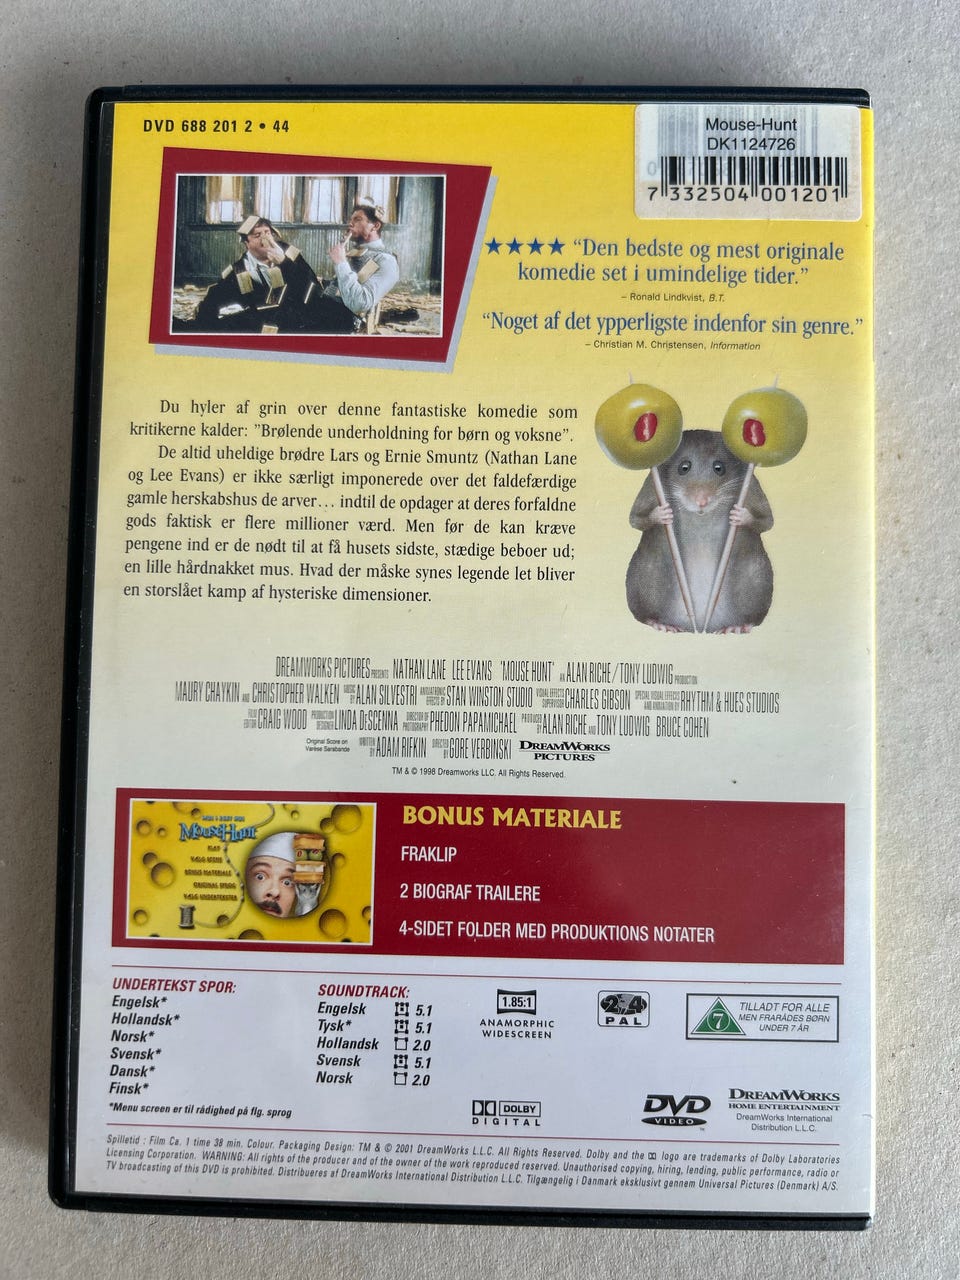 DVD 688 201 2 • 44
Mouse-Hunt
DK1124726
7 332504 001201
★★★★ “Den bedste og mest originale
komedie set i umindelige tider.”
– Ronald Lindkvist, B.T.
“Noget af det ypperligste indenfor sin genre.”
– Christian M. Christensen, Information
Du hyler af grin over denne fantastiske komedie som
kritikerne kalder: ”Brølende underholdning for børn og voksne”.
De altid uheldige brødre Lars og Ernie Smuntz (Nathan Lane
og Lee Evans) er ikke særligt imponerede over det faldefærdige
gamle herskabshus de arver… indtil de opdager at deres forfaldne
gods faktisk er flere millioner værd. Men før de kan kræve
pengene ind er de nødt til at få husets sidste, stædige beboer ud;
en lille hårdnakket mus. Hvad der måske synes legende let bliver
en storslået kamp af hysteriske dimensioner.
DREAMWORKS PICTURES PRESENTS NATHAN LANE LEE EVANS 'MOUSE HUNT' AN ALAN RICHE / TONY LUDWIG PRODUCTION
MAURY CHAYKIN AND CHRISTOPHER WALKEN MUSIC BY ALAN SILVESTRI ANIMATRONIC EFFECTS BY STAN WINSTON STUDIO VISUAL EFFECTS SUPERVISOR CHARLES GIBSON SPECIAL VISUAL EFFECTS AND ANIMATION BY RHYTHM & HUES STUDIOS
FILM EDITOR CRAIG WOOD PRODUCTION DESIGNER LINDA DeSCENNA DIRECTOR OF PHOTOGRAPHY PHEDON PAPAMICHAEL PRODUCED BY ALAN RICHE AND TONY LUDWIG BRUCE COHEN
Original Score on Varèse Sarabande WRITTEN BY ADAM RIFKIN DIRECTED BY GORE VERBINSKI DREAMWORKS PICTURES
TM & © 1998 Dreamworks LLC. All Rights Reserved.
MouseHunt
PLAY
VÆLG SCENE
BONUS MATERIALE
ORIGINAL SPROG
VÆLG UNDERTEKSTER
BONUS MATERIALE
FRAKLIP
2 BIOGRAF TRAILERE
4-SIDET FOLDER MED PRODUKTIONS NOTATER
UNDERTEKST SPOR:
Engelsk*
Hollandsk*
Norsk*
Svensk*
Dansk*
Finsk*
*Menu screen er til rådighed på flg. sprog
SOUNDTRACK:
Engelsk 5.1
Tysk* 5.1
Hollandsk 2.0
Svensk 5.1
Norsk 2.0
1.85:1
ANAMORPHIC
WIDESCREEN
2 4
PAL
7
TILLADT FOR ALLE
MEN FRARÅDES BØRN
UNDER 7 ÅR
DOLBY
DIGITAL
DVD
VIDEO
TM
DREAMWORKS
HOME ENTERTAINMENT
DreamWorks International
Distribution L.L.C.
Spilletid : Film Ca. 1 time 38 min. Colour. Packaging Design: TM & © 2001 DreamWorks L.L.C. All Rights Reserved. Dolby and the logo are trademarks of Dolby Laboratories
Licensing Corporation. WARNING: All rights of the producer and of the owner of the work reproduced reserved. Unauthorised copying, hiring, lending, public performance, radio or
TV broadcasting of this DVD is prohibited. Distribueres af DreamWorks International Distribution L.L.C. Tilgængelig i Danmark eksklusivt gennem Universal Pictures (Denmark) A/S.